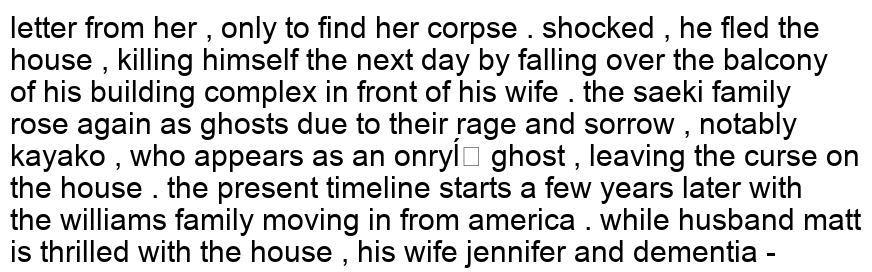 letter from her , only to find her corpse . shocked , he fled the
house , killing himself the next day by falling over the balcony
of his building complex in front of his wife . the saeki family
rose again as ghosts due to their rage and sorrow , notably
kayako , who appears as an onryÍ□ ghost , leaving the curse on
the house . the present timeline starts a few years later with
the williams family moving in from america . while husband matt
is thrilled with the house , his wife jennifer and dementia -